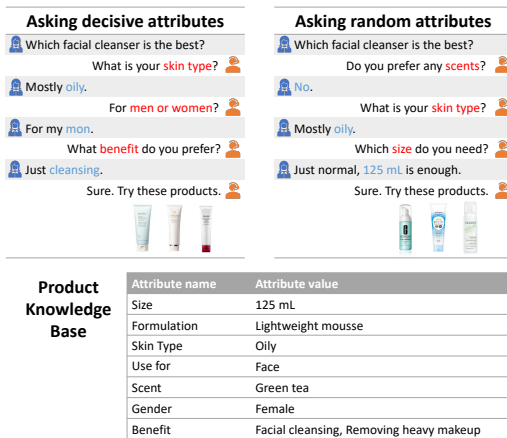 Asking decisive attributes
Which facial cleanser is the best?
What is your skin type?
Mostly oily.
For men or women?
For my mon.
What benefit do you prefer?
Just cleansing.
Sure. Try these products.
Asking random attributes
Which facial cleanser is the best?
Do you prefer any scents?
No.
What is your skin type?
Mostly oily.
Which size do you need?
Just normal, 125 mL is enough.
Sure. Try these products.
Product
Knowledge
Base
Attribute name Attribute value
Size 125 mL
Formulation Lightweight mousse
Skin Type Oily
Use for Face
Scent Green tea
Gender Female
Benefit Facial cleansing, Removing heavy makeup